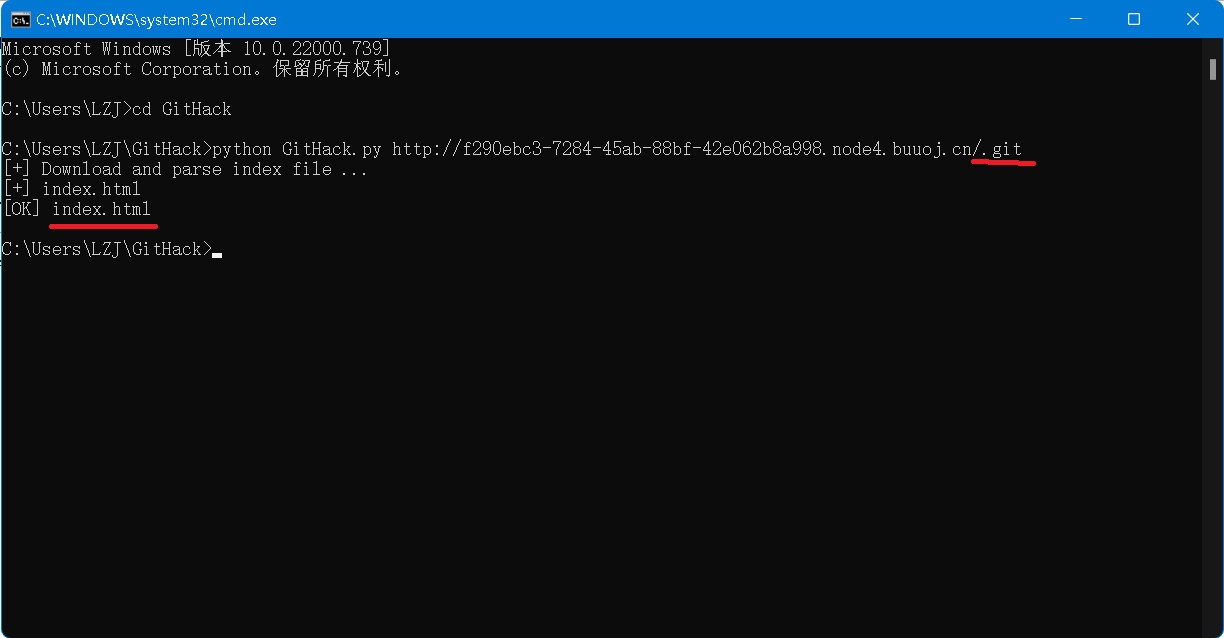 C:\WINDOWS\system32\cmd.exe
Microsoft Windows [版本 10.0.22000.739]
(c) Microsoft Corporation。保留所有权利。
C:\Users\LZJ>cd GitHack
C:\Users\LZJ\GitHack>python GitHack.py http://f290ebc3-7284-45ab-88bf-42e062b8a998.node4.buuoj.cn/.git
[+] Download and parse index file ...
[+] index.html
[OK] index.html
C:\Users\LZJ\GitHack>